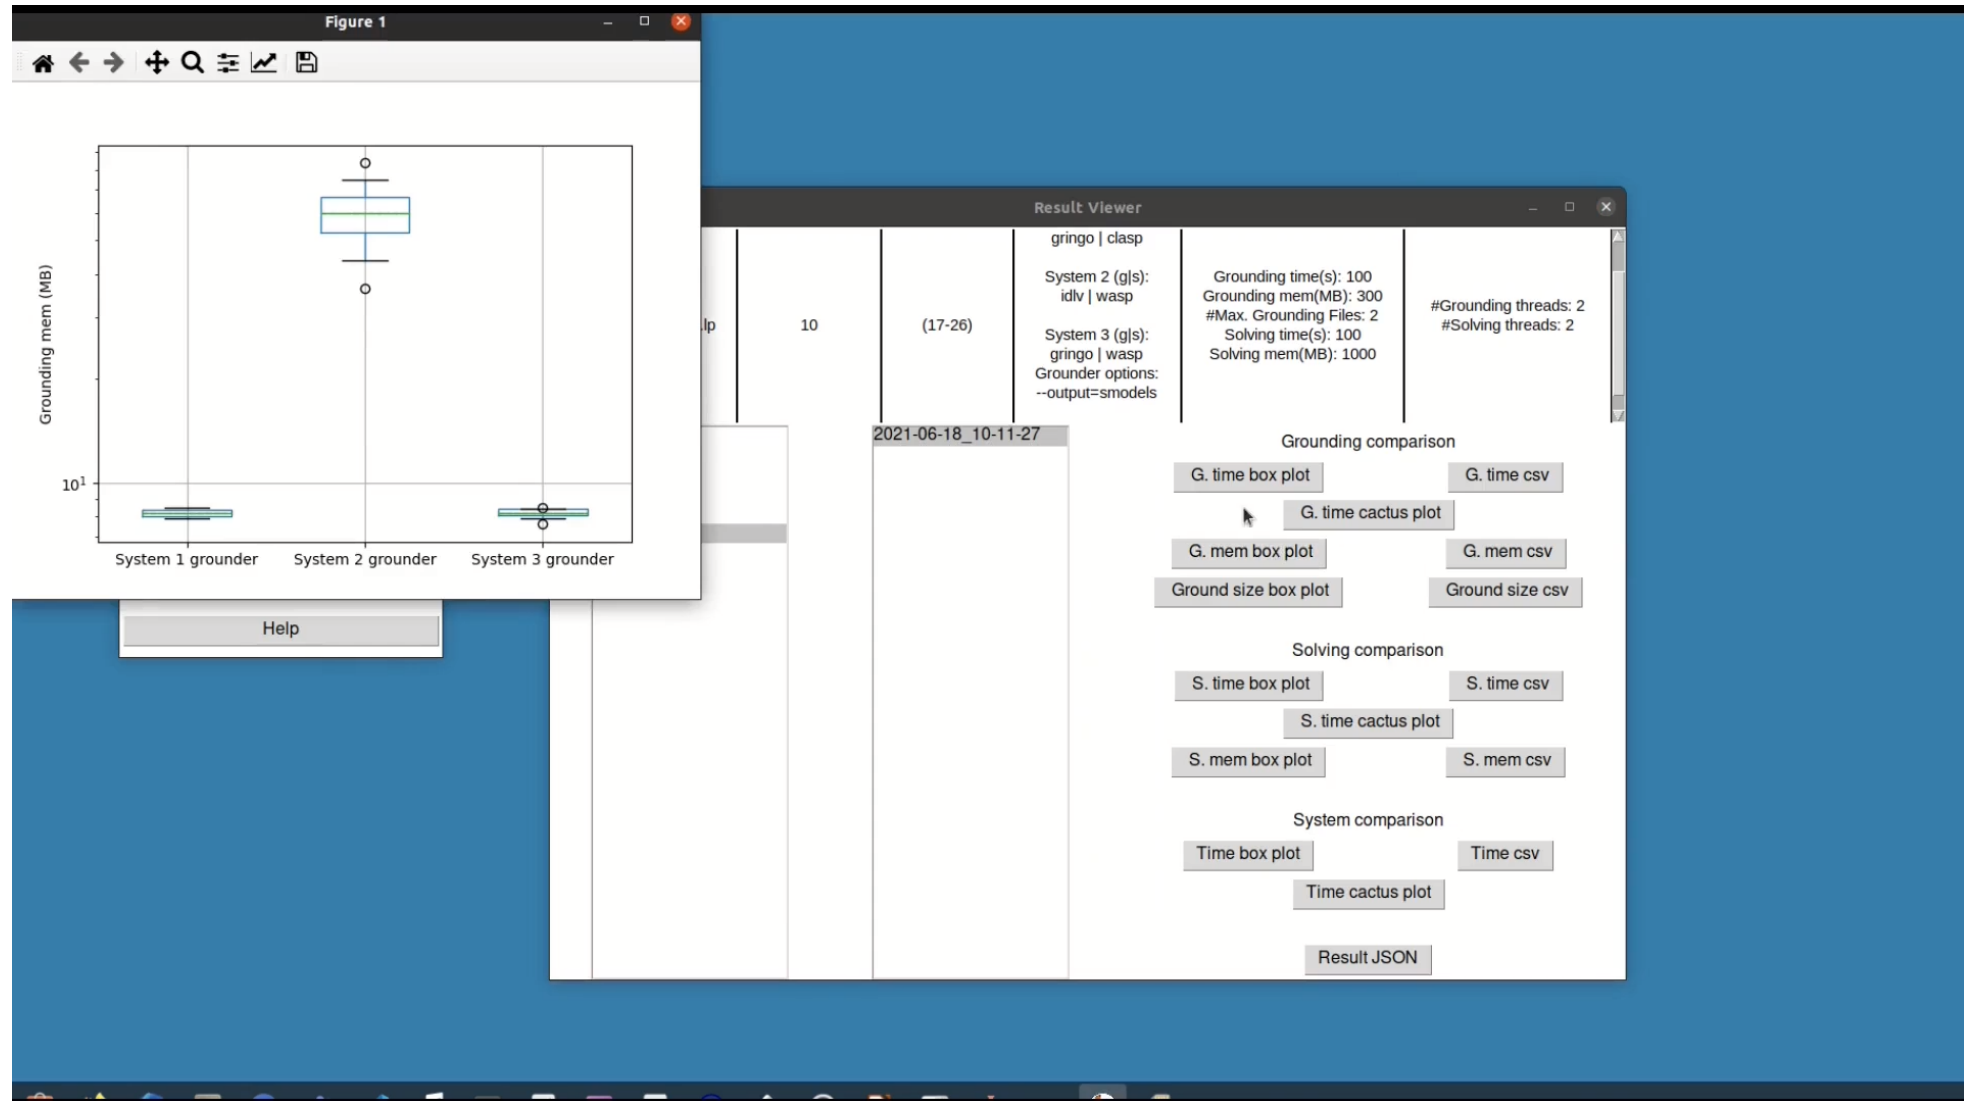 Figure 1
Grounding mem (MB)
10¹
System 1 grounder
System 2 grounder
System 3 grounder
Help
Result Viewer
.lp
10
(17-26)
gringo | clasp
System 2 (g|s):
idlv | wasp
System 3 (g|s):
gringo | wasp
Grounder options:
--output=smodels
Grounding time(s): 100
Grounding mem(MB): 300
#Max. Grounding Files: 2
Solving time(s): 100
Solving mem(MB): 1000
#Grounding threads: 2
#Solving threads: 2
2021-06-18_10-11-27
Grounding comparison
G. time box plot
G. time csv
G. time cactus plot
G. mem box plot
G. mem csv
Ground size box plot
Ground size csv
Solving comparison
S. time box plot
S. time csv
S. time cactus plot
S. mem box plot
S. mem csv
System comparison
Time box plot
Time csv
Time cactus plot
Result JSON